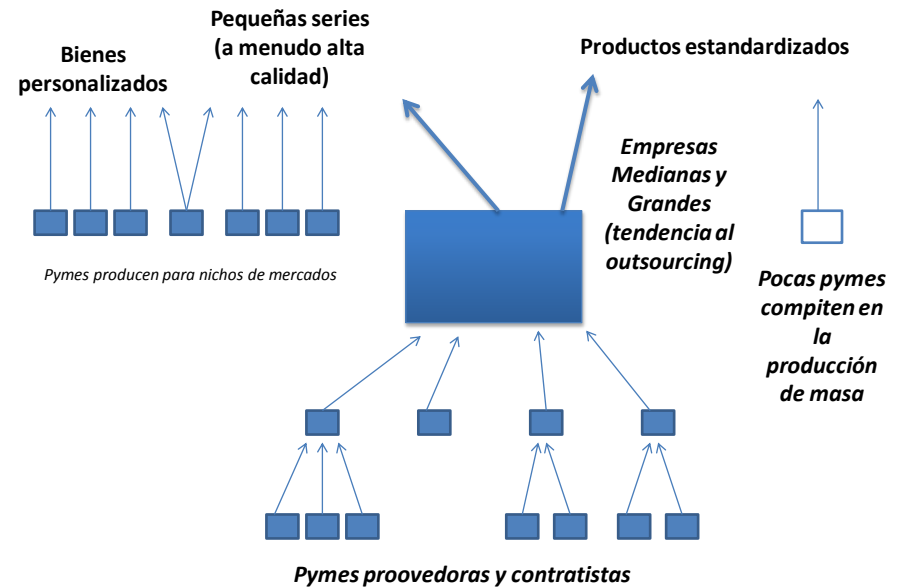 Bienes
personalizados
Pequeñas series
(a menudo alta
calidad)
Productos estandardizados
Empresas
Medianas y
Grandes
(tendencia al
outsourcing)
Pymes producen para nichos de mercados
Pocas pymes
compiten en
la
producción
de masa
Pymes proovedoras y contratistas